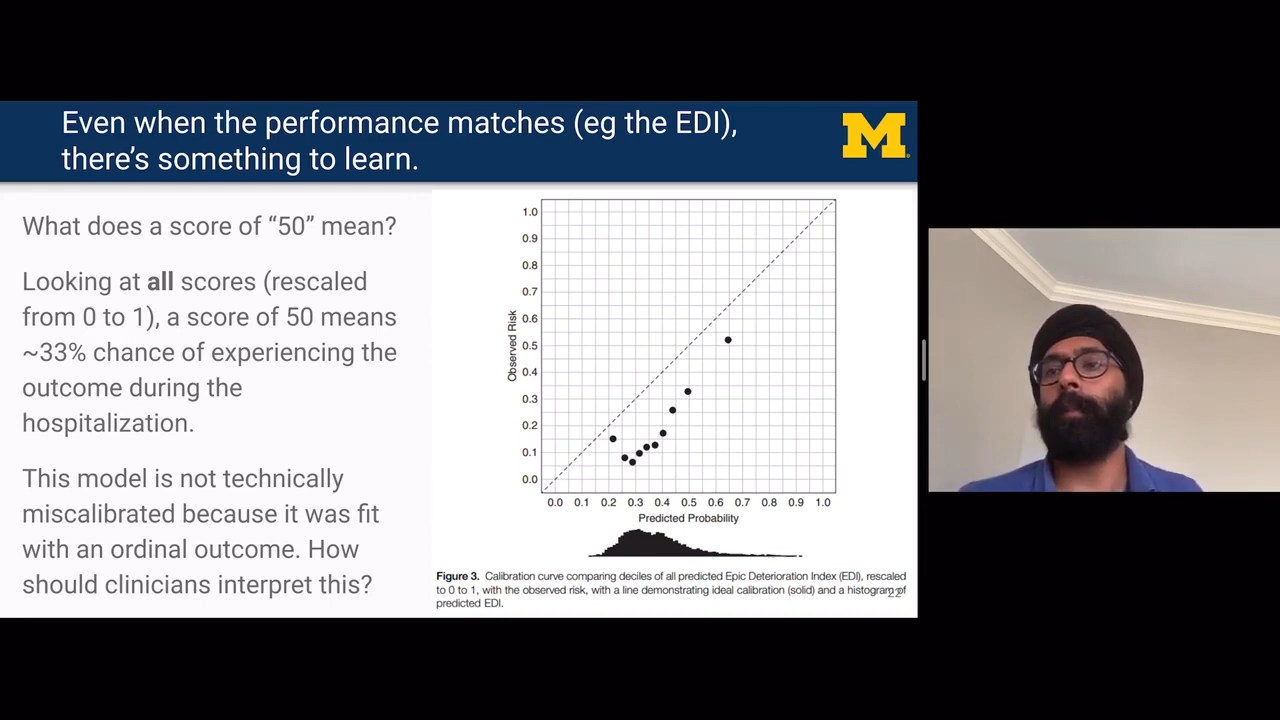 Even when the performance matches (eg the EDI),
there’s something to learn.
M
What does a score of “50” mean?
Looking at all scores (rescaled
from 0 to 1), a score of 50 means
~33% chance of experiencing the
outcome during the
hospitalization.
This model is not technically
miscalibrated because it was fit
with an ordinal outcome. How
should clinicians interpret this?
Observed Risk
1.0
0.9
0.8
0.7
0.6
0.5
0.4
0.3
0.2
0.1
0.0
0.0 0.1 0.2 0.3 0.4 0.5 0.6 0.7 0.8 0.9 1.0
Predicted Probability
Figure 3. Calibration curve comparing deciles of all predicted Epic Deterioration Index (EDI), rescaled
to 0 to 1, with the observed risk, with a line demonstrating ideal calibration (solid) and a histogram of
predicted EDI.
22